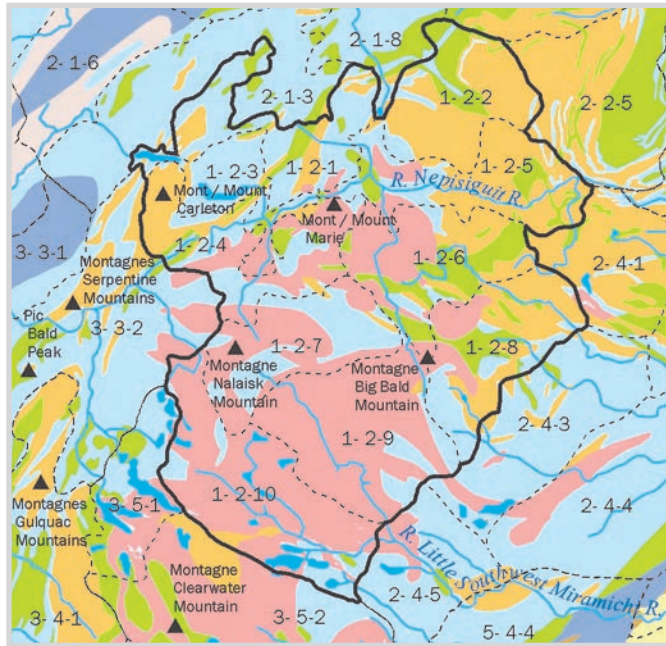 2- 1-8
2- 1-6
2- 1-3
1- 2-2
2- 2-5
1- 2-3
1- 2-1
1- 2-5
R. Nepisiguit R.
Mont / Mount
Carleton
Mont / Mount
Marie
3- 3-1
1- 2-4
1- 2-6
2- 4-1
Montagnes
Serpentine
Mountains
Pic
Bald
Peak
3- 3-2
1- 2-7
1- 2-8
Montagne
Nalaisk
Mountain
Montagne
Big Bald
Mountain
2- 4-3
1- 2-9
Montagnes
Gulquac
Mountains
3- 5-1
1- 2-10
2- 4-4
R. Little Southwest Miramichi R.
Montagne
Clearwater
Mountain
2- 4-5
3- 4-1
3- 5-2
5- 4-4